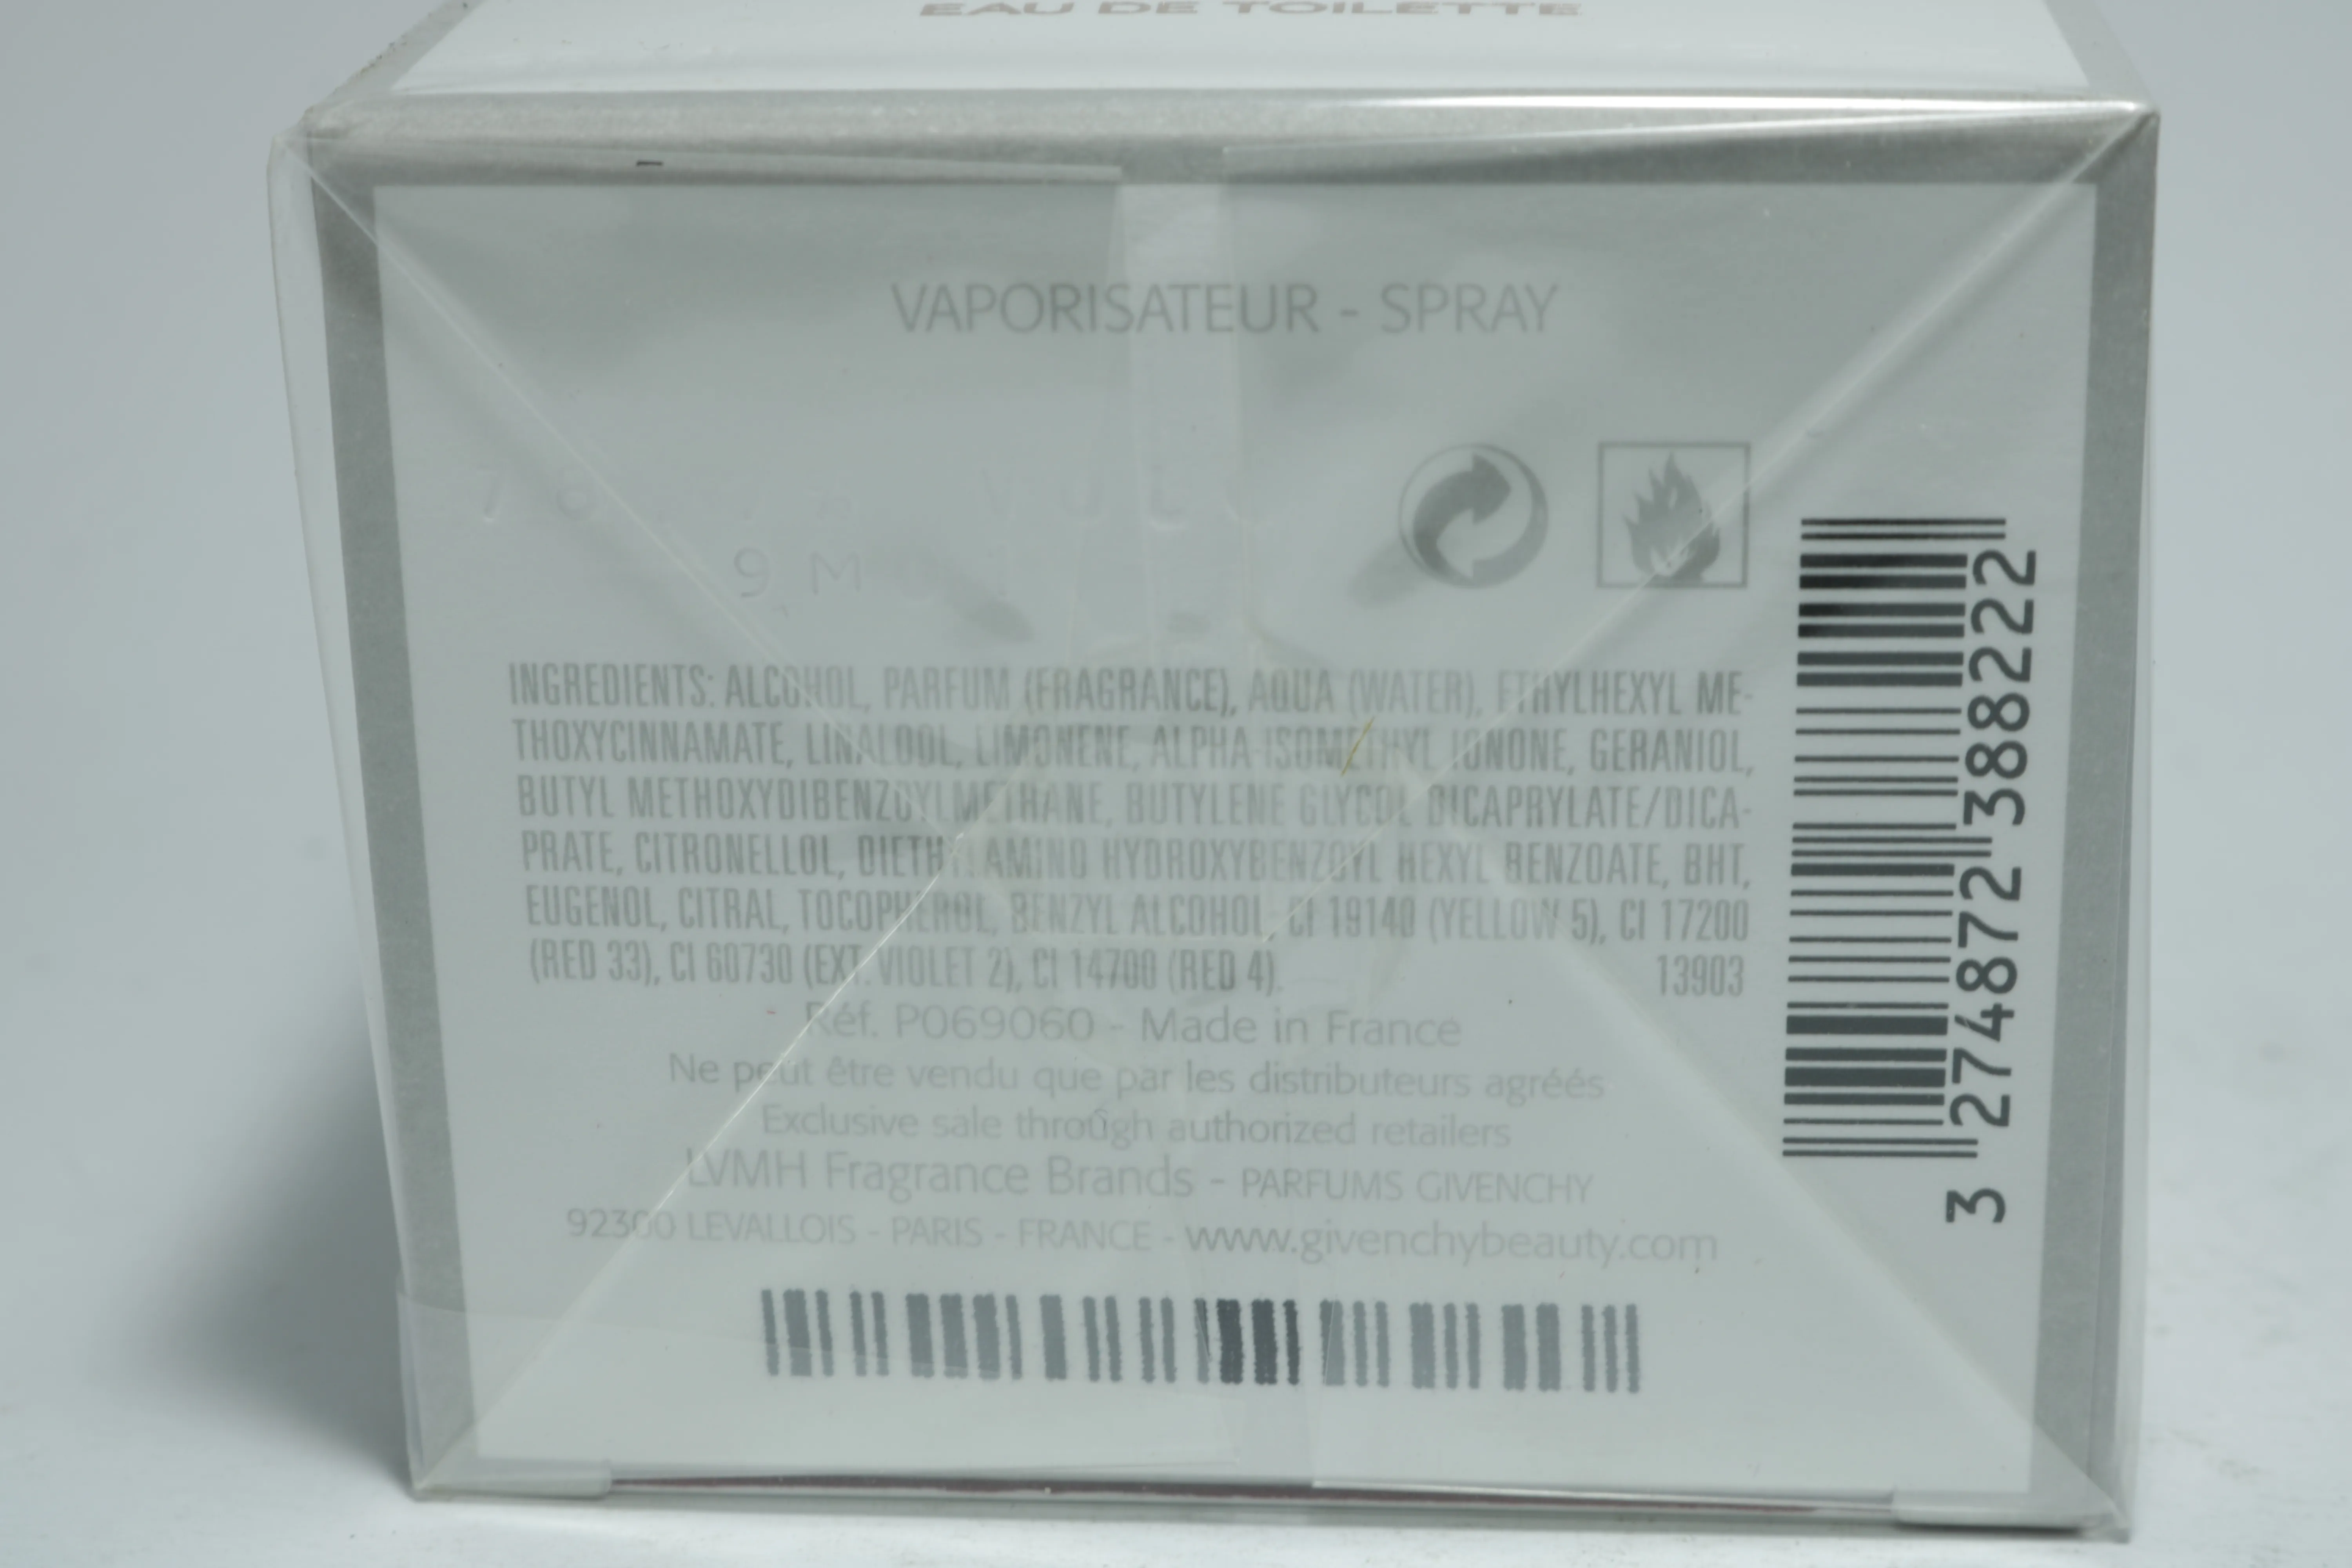 EAU DE TOILETTE
VAPORISATEUR - SPRAY
9 M
INGREDIENTS: ALCOHOL, PARFUM (FRAGRANCE), AQUA (WATER), ETHYLHEXYL ME-
THOXYCINNAMATE, LINALOOL, LIMONENE, ALPHA-ISOMETHYL IONONE, GERANIOL,
BUTYL METHOXYDIBENZOYLMETHANE, BUTYLENE GLYCOL DICAPRYLATE/DICA-
PRATE, CITRONELLOL, DIETHYLAMINO HYDROXYBENZOYL HEXYL BENZOATE, BHT,
EUGENOL, CITRAL, TOCOPHEROL, BENZYL ALCOHOL, CI 19140 (YELLOW 5), CI 17200
(RED 33), CI 60730 (EXT. VIOLET 2), CI 14700 (RED 4). 13903
Réf. P069060 - Made in France
Ne peut être vendu que par les distributeurs agréés
Exclusive sale through authorized retailers
LVMH Fragrance Brands - PARFUMS GIVENCHY
92300 LEVALLOIS - PARIS - FRANCE - www.givenchybeauty.com
3 274872 388222